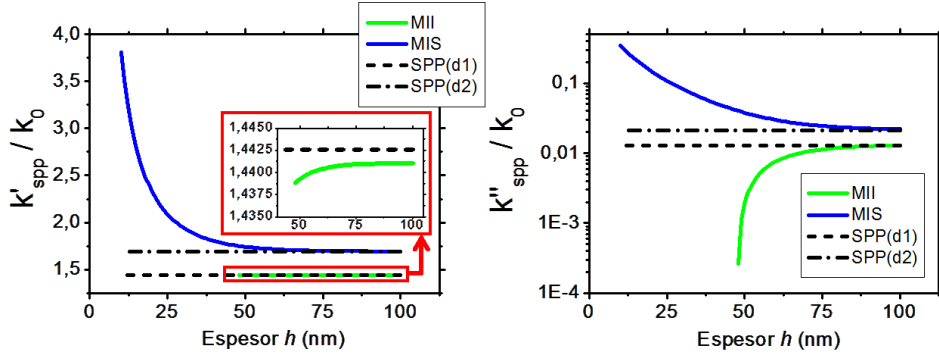 4,0
3,5
3,0
2,5
2,0
1,5
0
25
50
75
100
k'spp / k0
Espesor h (nm)
MII
MIS
SPP(d1)
SPP(d2)
1,4450
1,4425
1,4400
1,4375
1,4350
50
75
100
0,1
0,01
1E-3
1E-4
0
25
50
75
100
k''spp / k0
Espesor h (nm)
MII
MIS
SPP(d1)
SPP(d2)